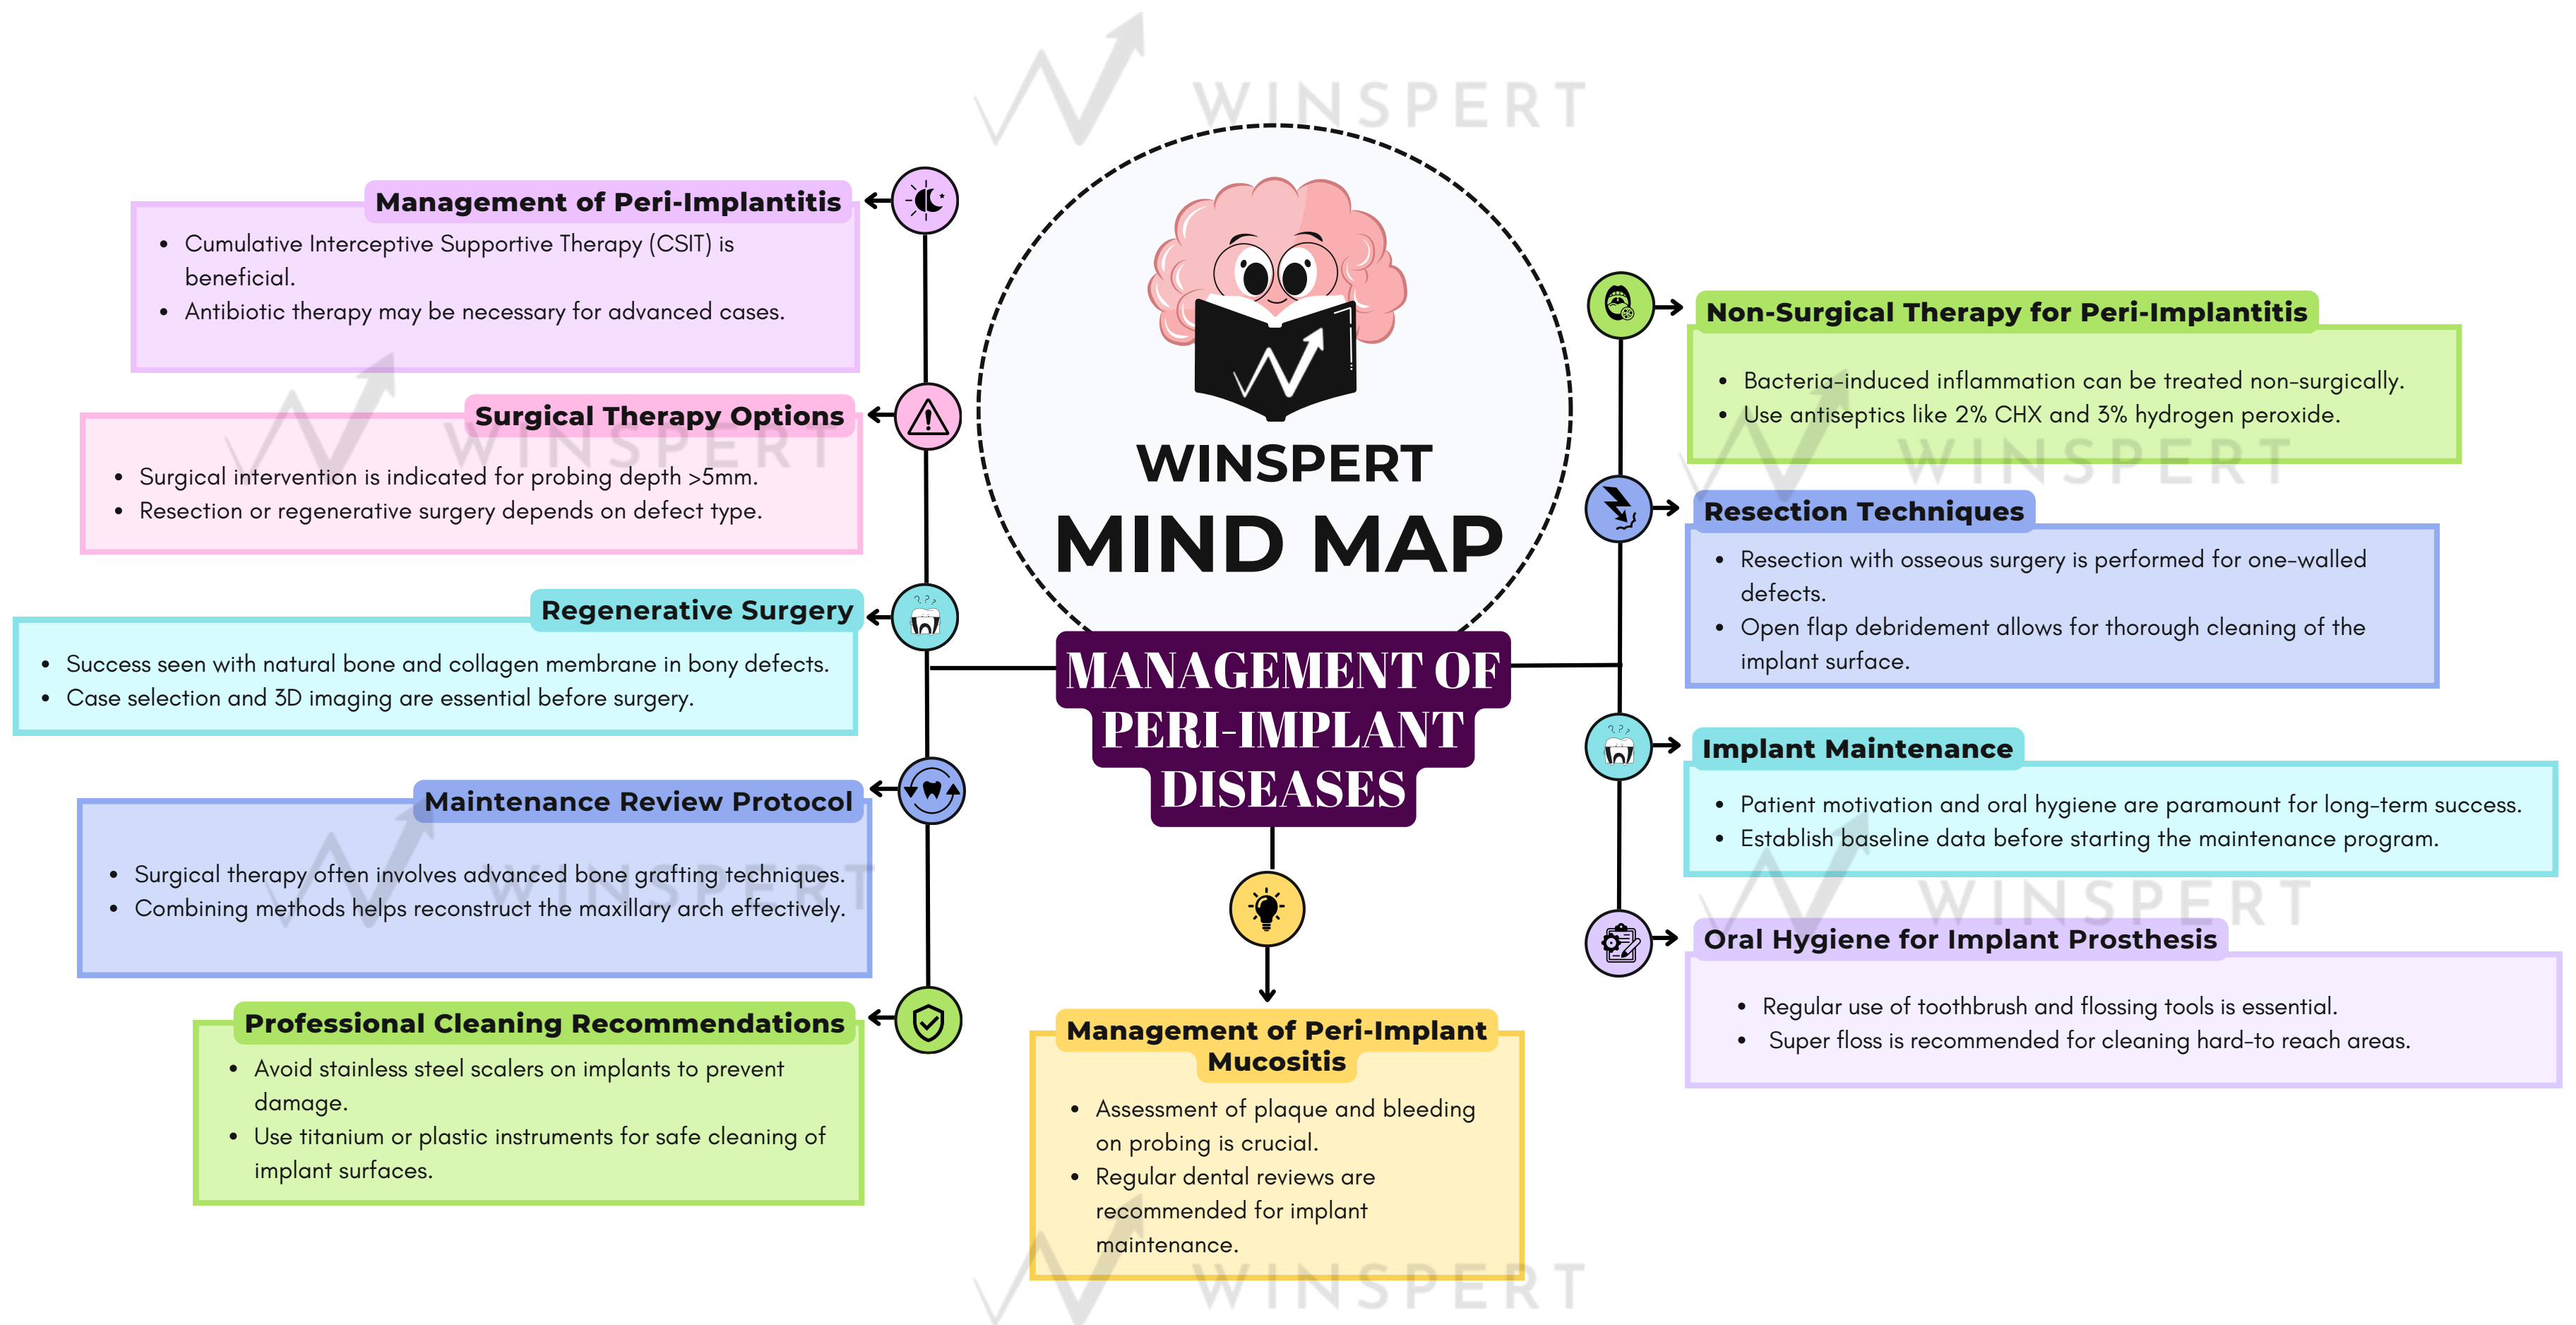 WINSPERT
WINSPERT
MIND MAP
MANAGEMENT OF
PERI-IMPLANT
DISEASES
Management of Peri-Implantitis
Cumulative Interceptive Supportive Therapy (CSIT) is
beneficial.
Antibiotic therapy may be necessary for advanced cases.
WINSPERT
Surgical Therapy Options
Surgical intervention is indicated for probing depth >5mm.
Resection or regenerative surgery depends on defect type.
Regenerative Surgery
Success seen with natural bone and collagen membrane in bony defects.
Case selection and 3D imaging are essential before surgery.
Maintenance Review Protocol
WINSPERT
Surgical therapy often involves advanced bone grafting techniques.
Combining methods helps reconstruct the maxillary arch effectively.
Professional Cleaning Recommendations
Avoid stainless steel scalers on implants to prevent
damage.
Use titanium or plastic instruments for safe cleaning of
implant surfaces.
Management of Peri-Implant
Mucositis
Assessment of plaque and bleeding
on probing is crucial.
Regular dental reviews are
recommended for implant
maintenance.
WINSPERT
Non-Surgical Therapy for Peri-Implantitis
Bacteria-induced inflammation can be treated non-surgically.
Use antiseptics like 2% CHX and 3% hydrogen peroxide.
WINSPERT
Resection Techniques
Resection with osseous surgery is performed for one-walled
defects.
Open flap debridement allows for thorough cleaning of the
implant surface.
Implant Maintenance
Patient motivation and oral hygiene are paramount for long-term success.
Establish baseline data before starting the maintenance program.
WINSPERT
Oral Hygiene for Implant Prosthesis
Regular use of toothbrush and flossing tools is essential.
Super floss is recommended for cleaning hard-to reach areas.